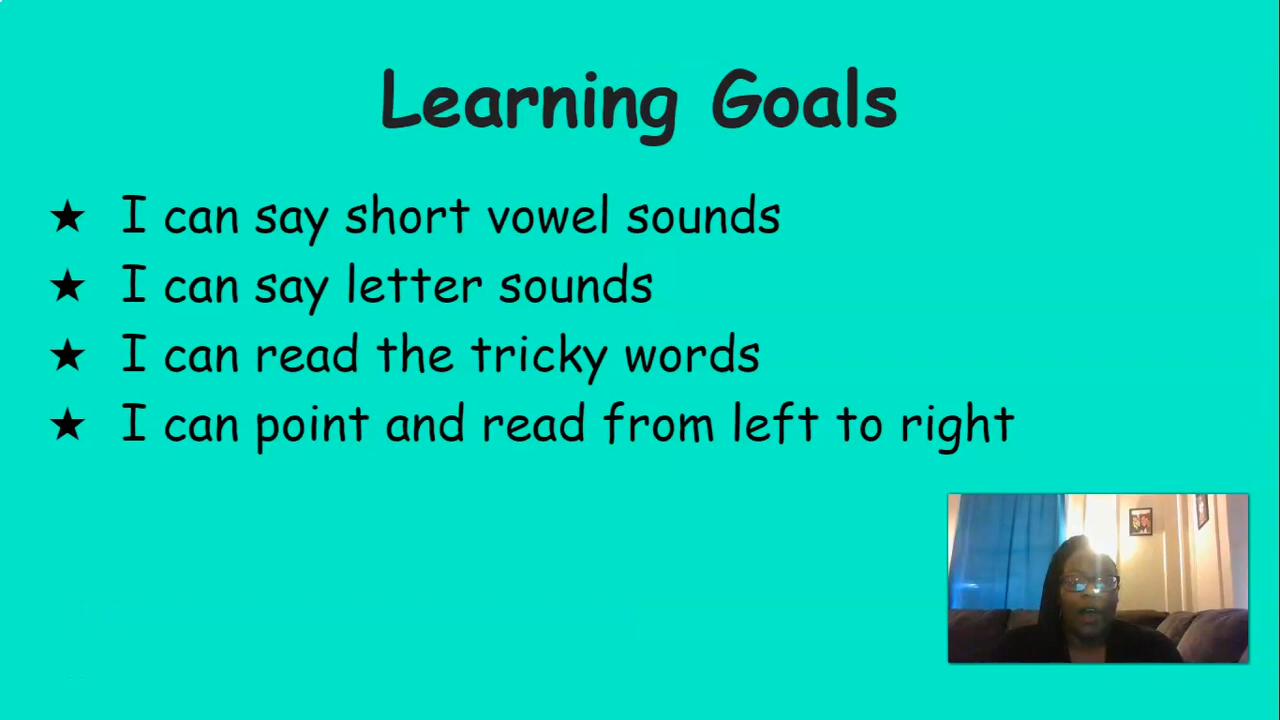 Learning Goals
★ I can say short vowel sounds
★ I can say letter sounds
★ I can read the tricky words
★ I can point and read from left to right